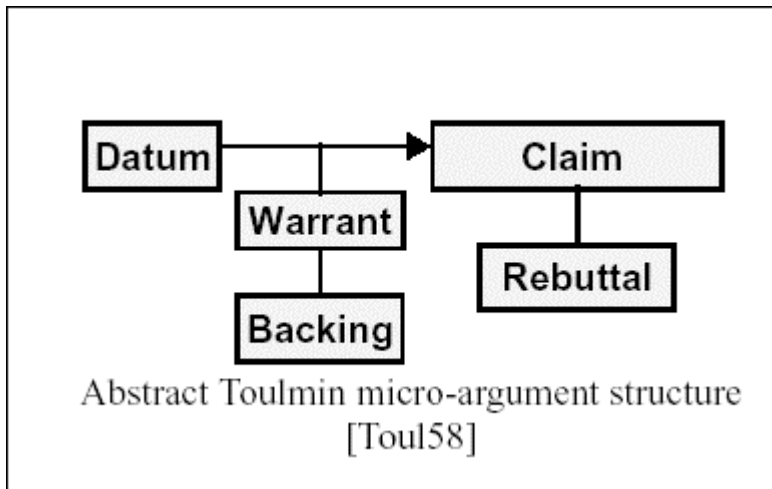 Datum
Claim
Warrant
Rebuttal
Backing
Abstract Toulmin micro-argument structure
[Toul58]